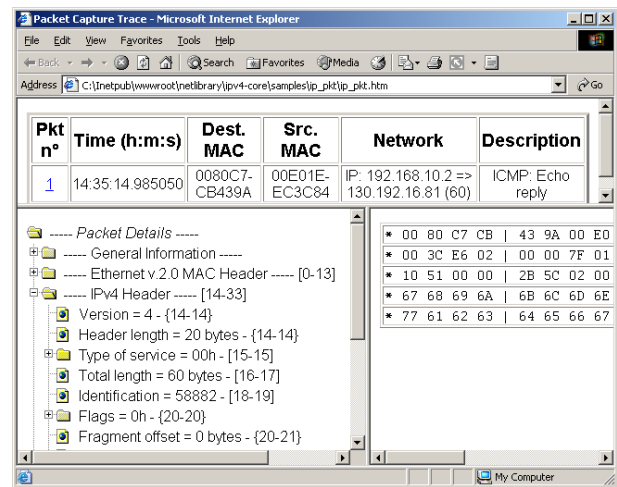 Packet Capture Trace - Microsoft Internet Explorer
File Edit View Favorites Tools Help
Back Search Favorites Media
Address C:\Inetpub\wwwroot\netlibrary\ipv4-core\samples\ip_pkt\ip_pkt.htm Go
Pkt n° Time (h:m:s) Dest. MAC Src. MAC Network Description
1 14:35:14.985050 0080C7-CB439A 00E01E-EC3C84 IP: 192.168.10.2 => 130.192.16.81 (60) ICMP: Echo reply
----- Packet Details -----
----- General Information -----
----- Ethernet v.2.0 MAC Header ----- [0-13]
----- IPv4 Header ----- [14-33]
Version = 4 - {14-14}
Header length = 20 bytes - {14-14}
Type of service = 00h - [15-15]
Total length = 60 bytes - [16-17]
Identification = 58882 - [18-19]
Flags = 0h - {20-20}
Fragment offset = 0 bytes - {20-21}
* 00 80 C7 CB | 43 9A 00 E0
* 00 3C E6 02 | 00 00 7F 01
* 10 51 00 00 | 2B 5C 02 00
* 67 68 69 6A | 6B 6C 6D 6E
* 77 61 62 63 | 64 65 66 67
My Computer